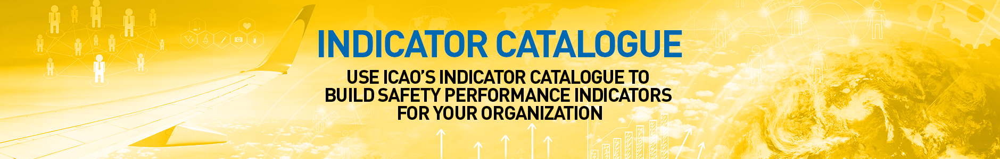 INDICATOR CATALOGUE
USE ICAO’S INDICATOR CATALOGUE TO
BUILD SAFETY PERFORMANCE INDICATORS
FOR YOUR ORGANIZATION